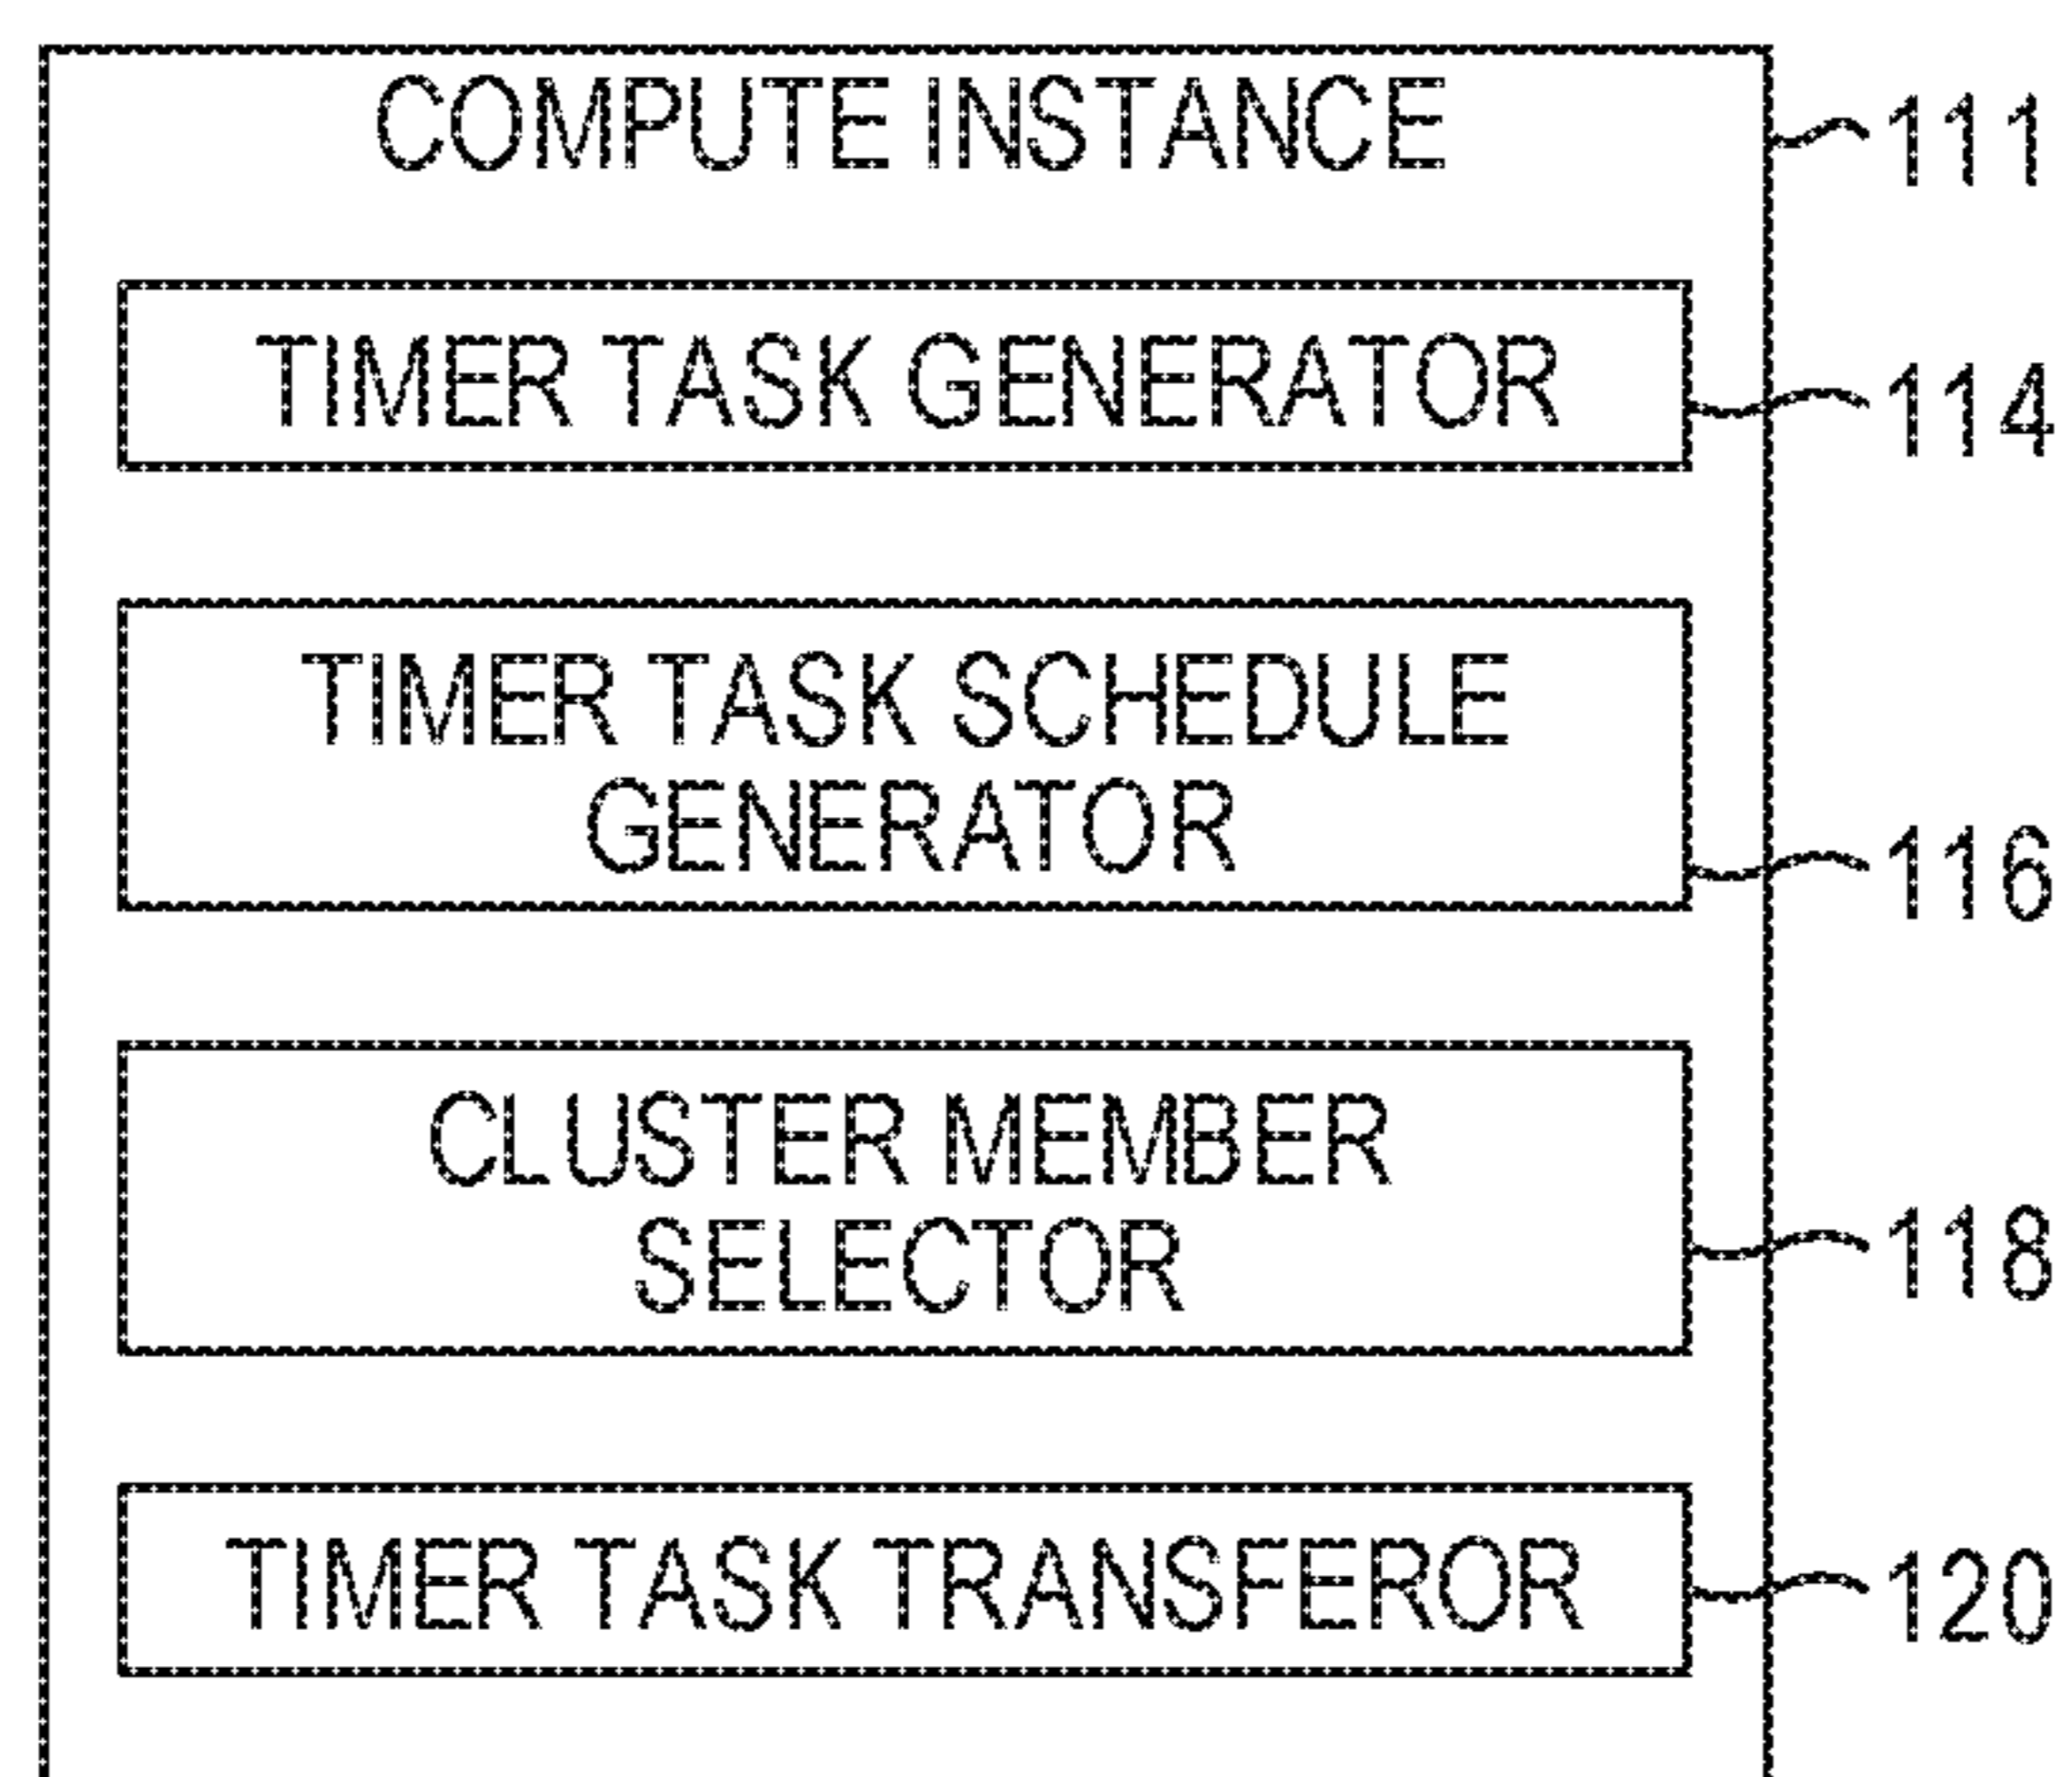 COMPUTE INSTANCE
111
TIMER TASK GENERATOR
114
TIMER TASK SCHEDULE
GENERATOR
116
CLUSTER MEMBER
SELECTOR
118
TIMER TASK TRANSFEROR
120